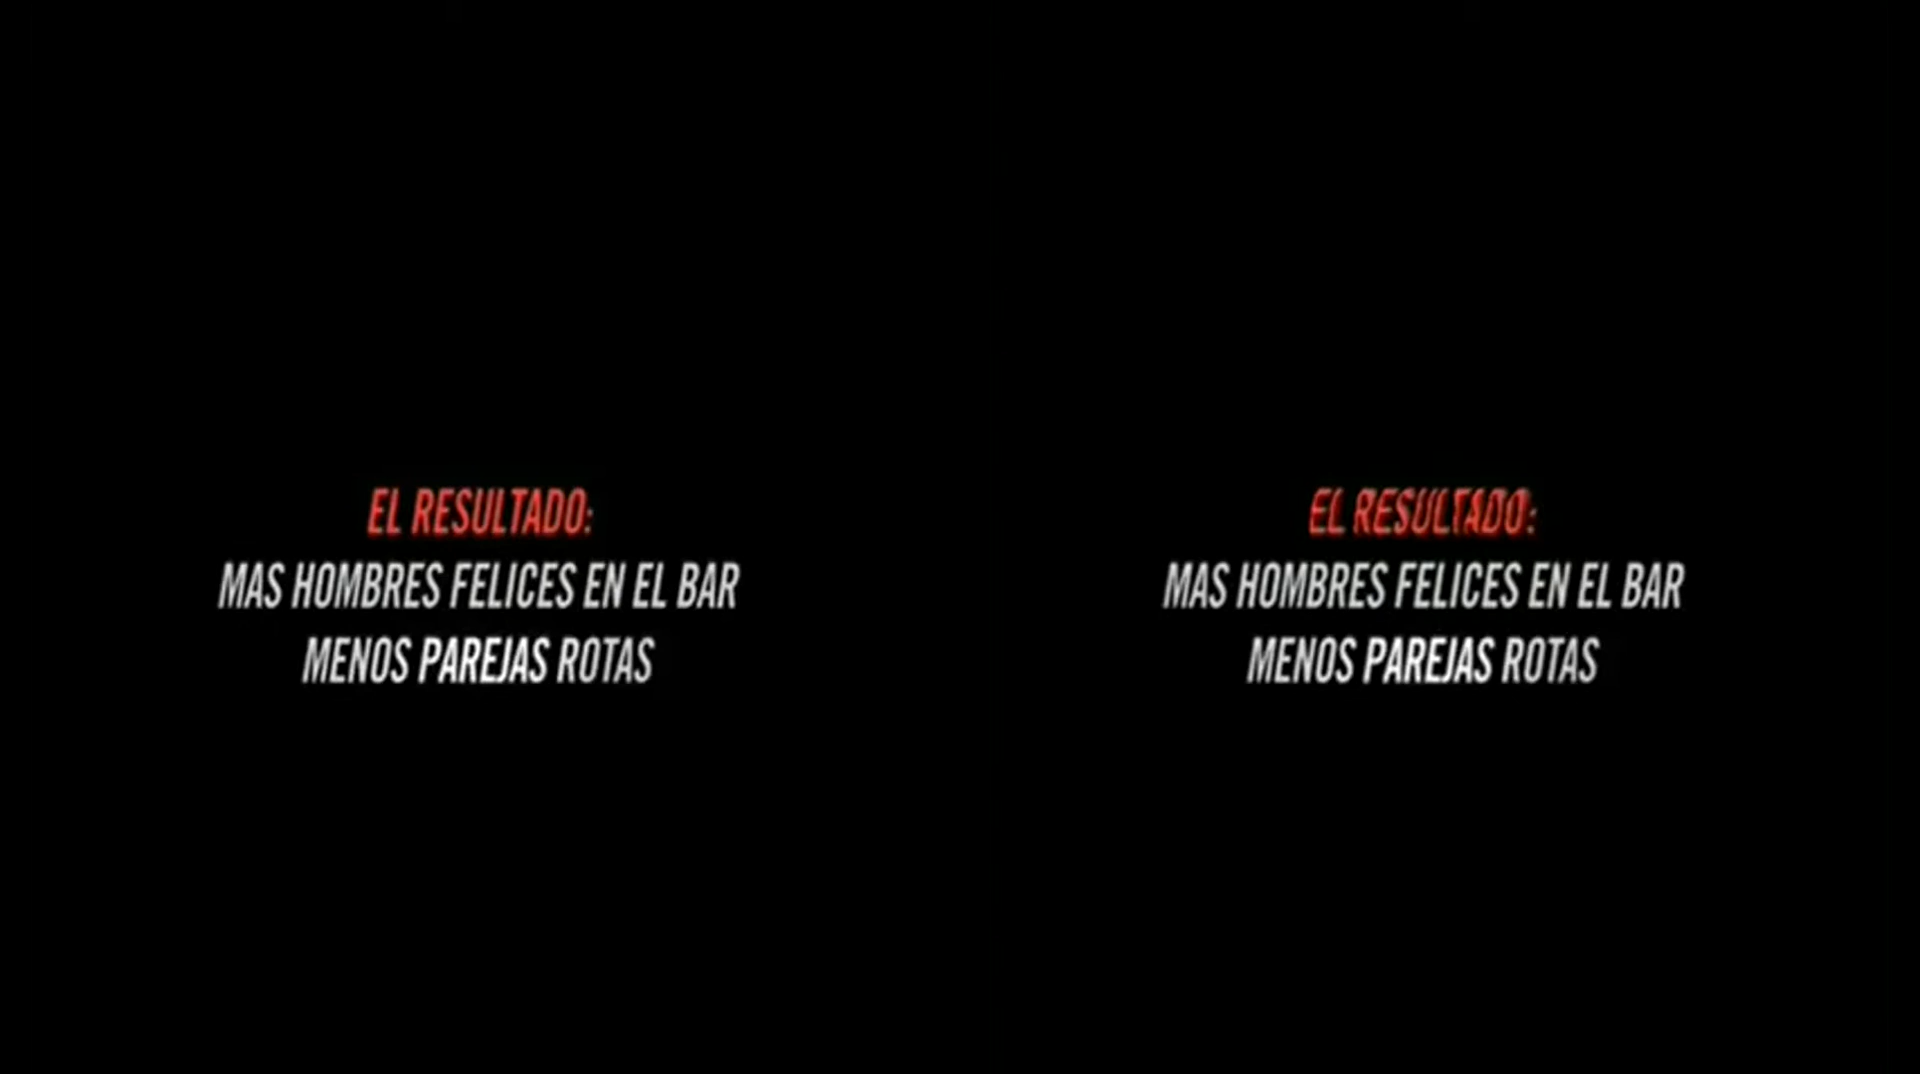 EL RESULTADO:
MAS HOMBRES FELICES EN EL BAR
MENOS PAREJAS ROTAS
EL RESULTADO:
MAS HOMBRES FELICES EN EL BAR
MENOS PAREJAS ROTAS